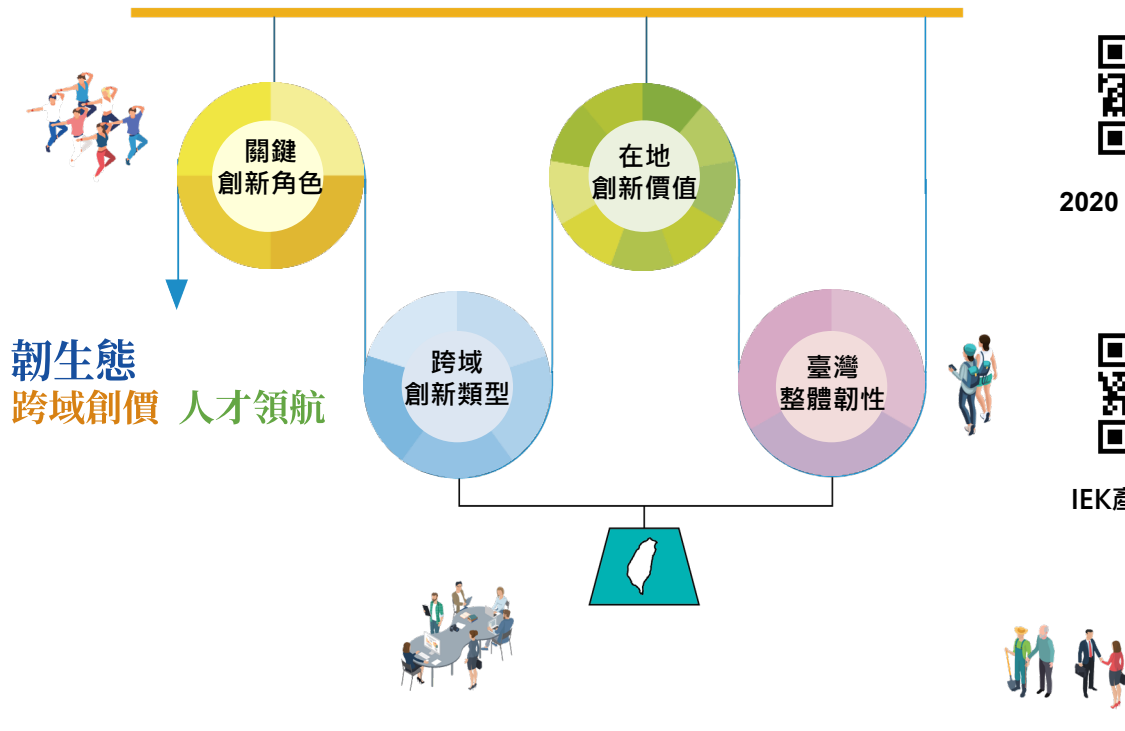 關鍵
創新角色
在地
創新價值
2020
韌生態
跨域創價 人才領航
跨域
創新類型
臺灣
整體韌性
IEK產